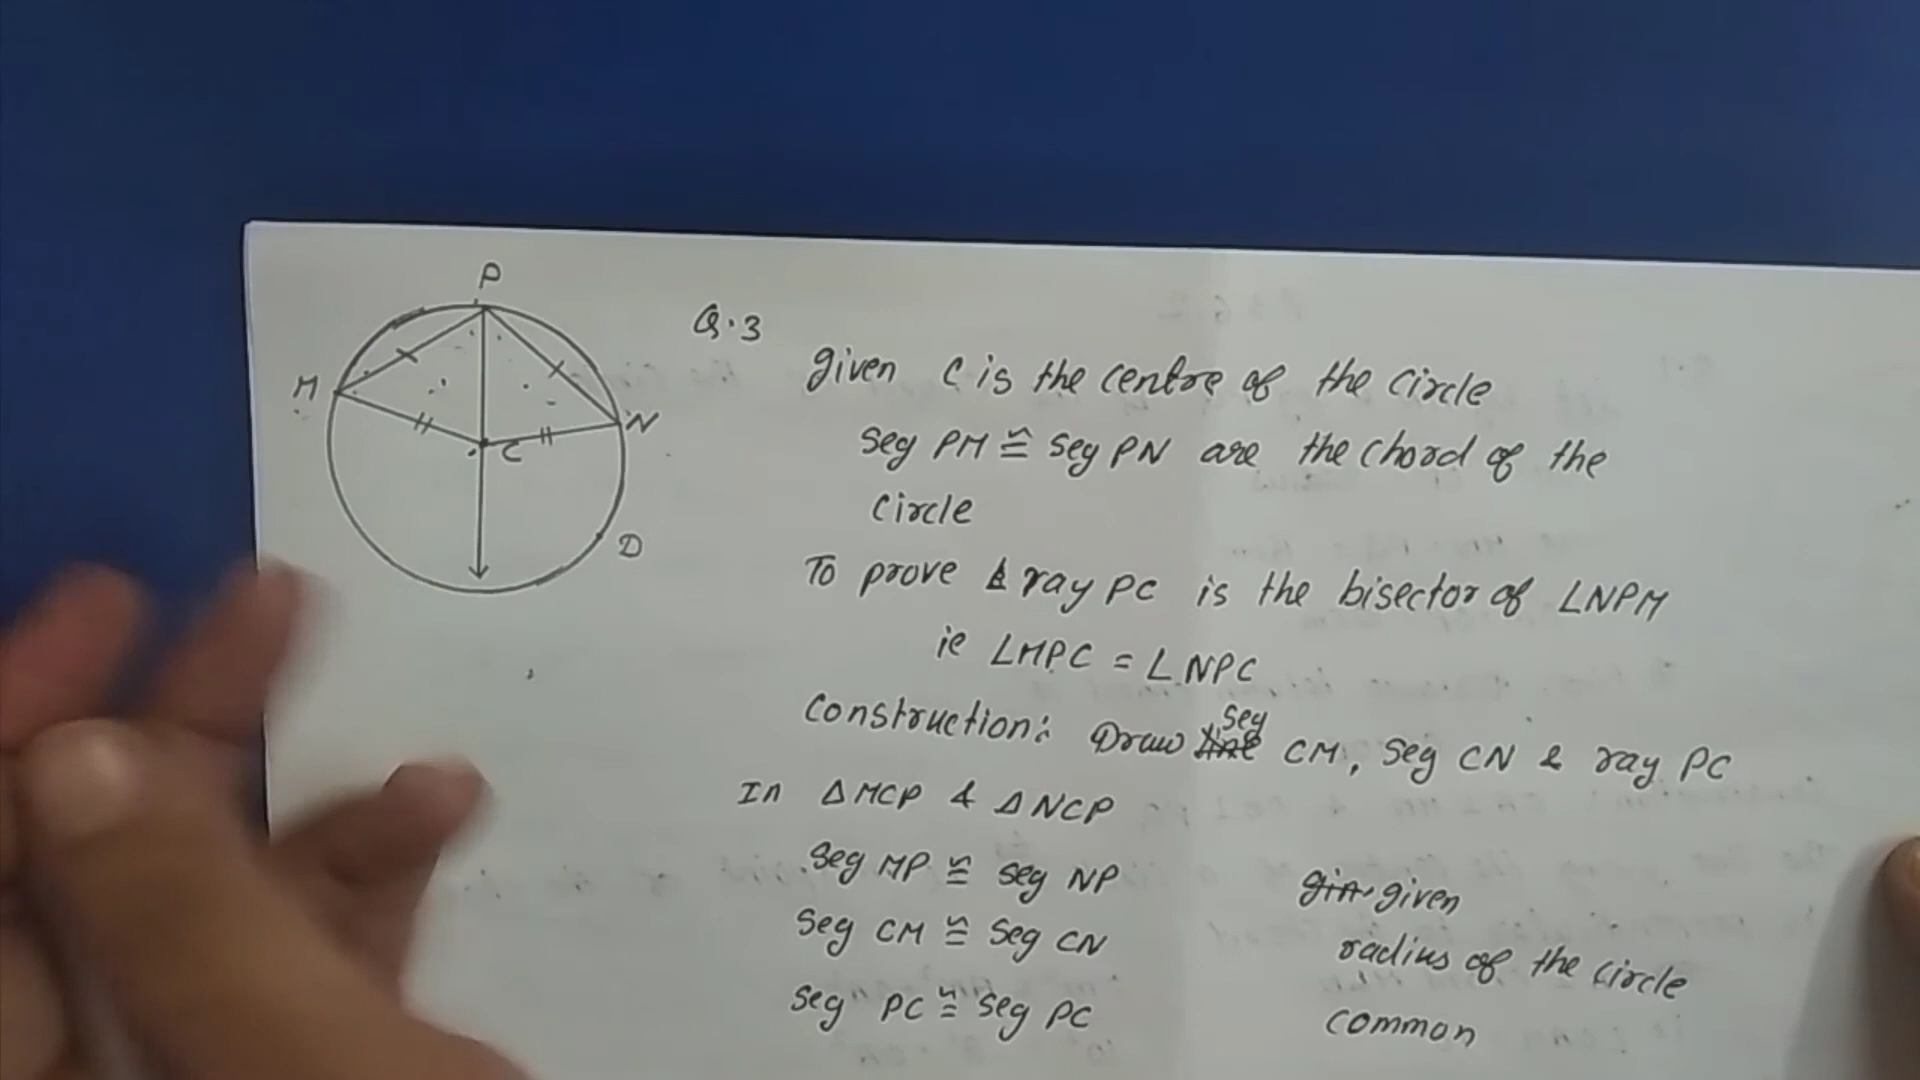 P
M
N
C
D
Q.3
given C is the centre of the circle
seg PM ≅ seg PN are the chord of the
circle
To prove ray PC is the bisector of ∠NPM
ie ∠MPC = ∠NPC
Construction: Draw seg CM, seg CN & ray PC
In △MCP & △NCP
seg MP ≅ seg NP given
seg CM ≅ seg CN radius of the circle
seg PC ≅ seg PC common